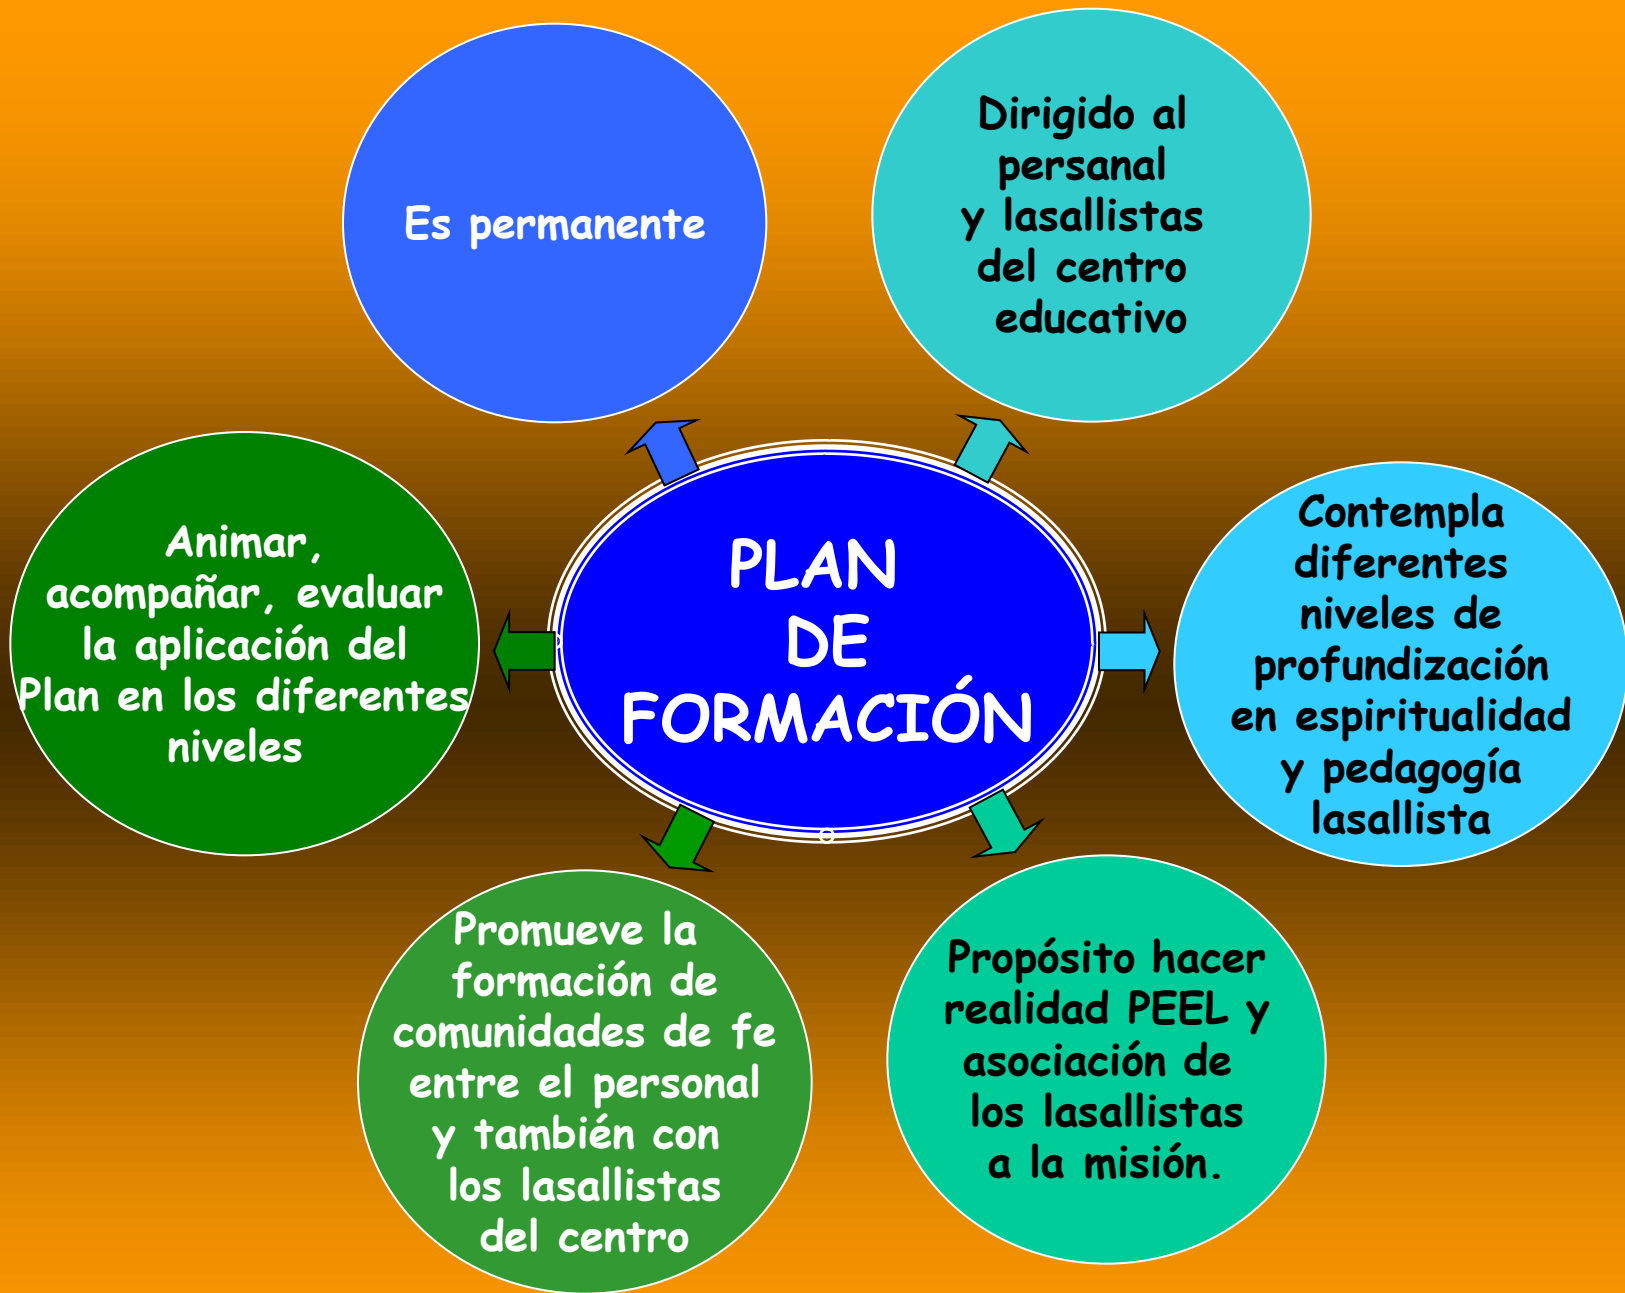 Es permanente
Dirigido al
persanal
y lasallistas
del centro
educativo
Animar,
acompañar, evaluar
la aplicación del
Plan en los diferentes
niveles
PLAN
DE
FORMACIÓN
Contempla
diferentes
niveles de
profundización
en espiritualidad
y pedagogía
lasallista
Promueve la
formación de
comunidades de fe
entre el personal
y también con
los lasallistas
del centro
Propósito hacer
realidad PEEL y
asociación de
los lasallistas
a la misión.